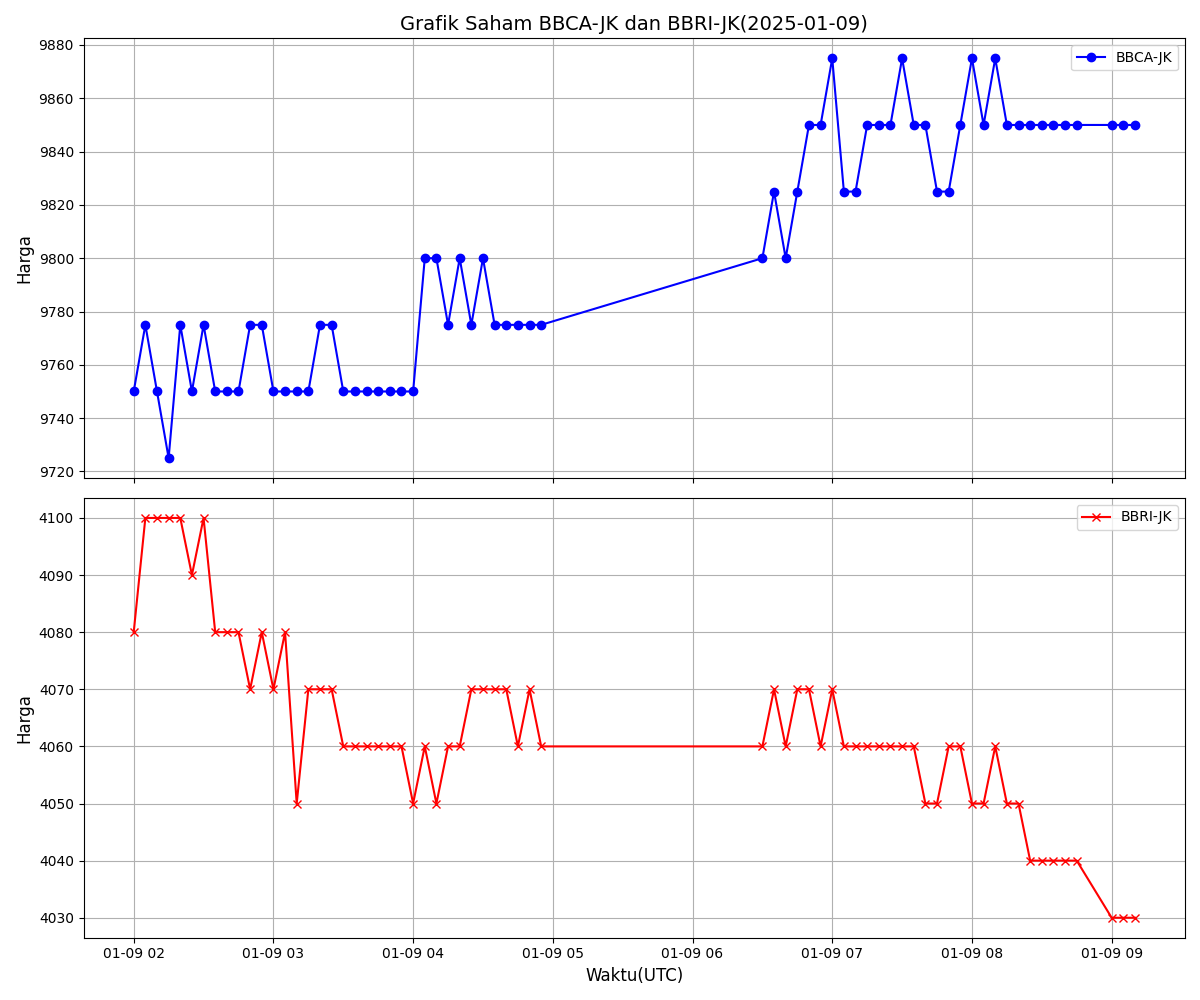 Grafik Saham BBCA-JK dan BBRI-JK(2025-01-09)
9880
9860
9840
9820
9800
9780
9760
9740
9720
Harga
BBCA-JK
4100
4090
4080
4070
4060
4050
4040
4030
Harga
BBRI-JK
01-09 02 01-09 03 01-09 04 01-09 05 01-09 06 01-09 07 01-09 08 01-09 09
Waktu(UTC)